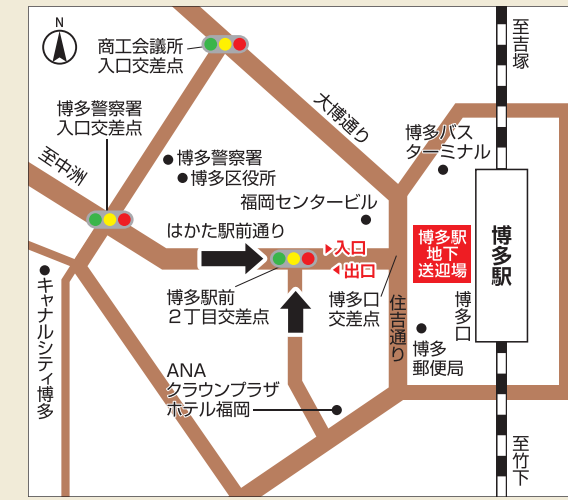 N
商工会議所
入口交差点
至吉塚
大博通り
博多バス
ターミナル
博多警察署
入口交差点
至中洲
博多警察署
博多区役所
福岡センタービル
はかた駅前通り
入口
出口
博多駅
地下
送迎場
博多駅
博多駅前
2丁目交差点
博多口
交差点
住吉通り
博多口
博多
郵便局
キャナルシティ博多
ANA
クラウンプラザ
ホテル福岡
至竹下